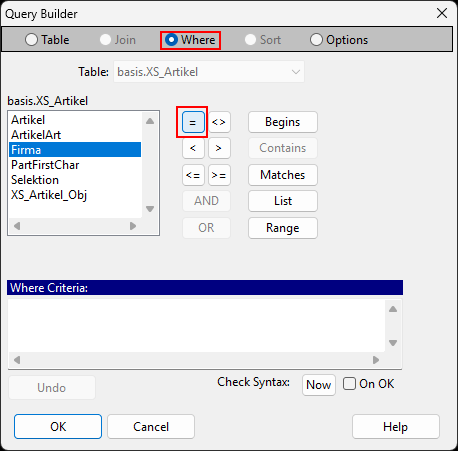 Query Builder
Table Join Where Sort Options
Table: basis.XS_Artikel
basis.XS_Artikel
Artikel
ArtikelArt
Firma
PartFirstChar
Selektion
XS_Artikel_Obj
= <> Begins
< > Contains
<= >= Matches
AND List
OR Range
Where Criteria:
Undo
Check Syntax: Now On OK
OK Cancel Help